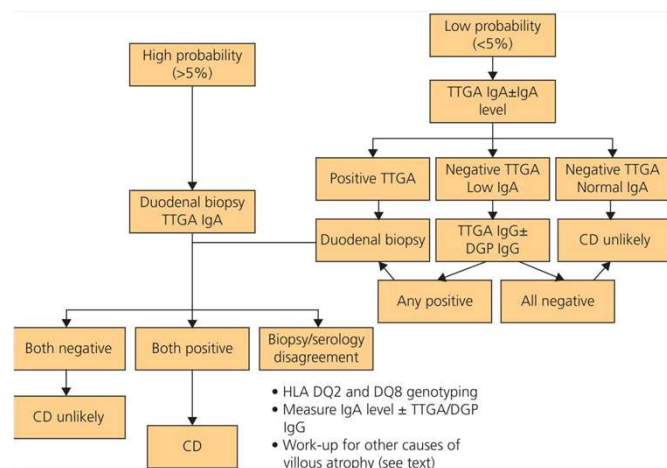 Low probability
(<5%)
High probability
(>5%)
TTGA IgA±IgA
level
Positive TTGA
Negative TTGA
Low IgA
Negative TTGA
Normal IgA
Duodenal biopsy
TTGA IgA
Duodenal biopsy
TTGA IgG±
DGP IgG
CD unlikely
Any positive
All negative
Both negative
Both positive
Biopsy/serology
disagreement
CD unlikely
CD
• HLA DQ2 and DQ8 genotyping
• Measure IgA level ± TTGA/DGP
IgG
• Work-up for other causes of
villous atrophy (see text)